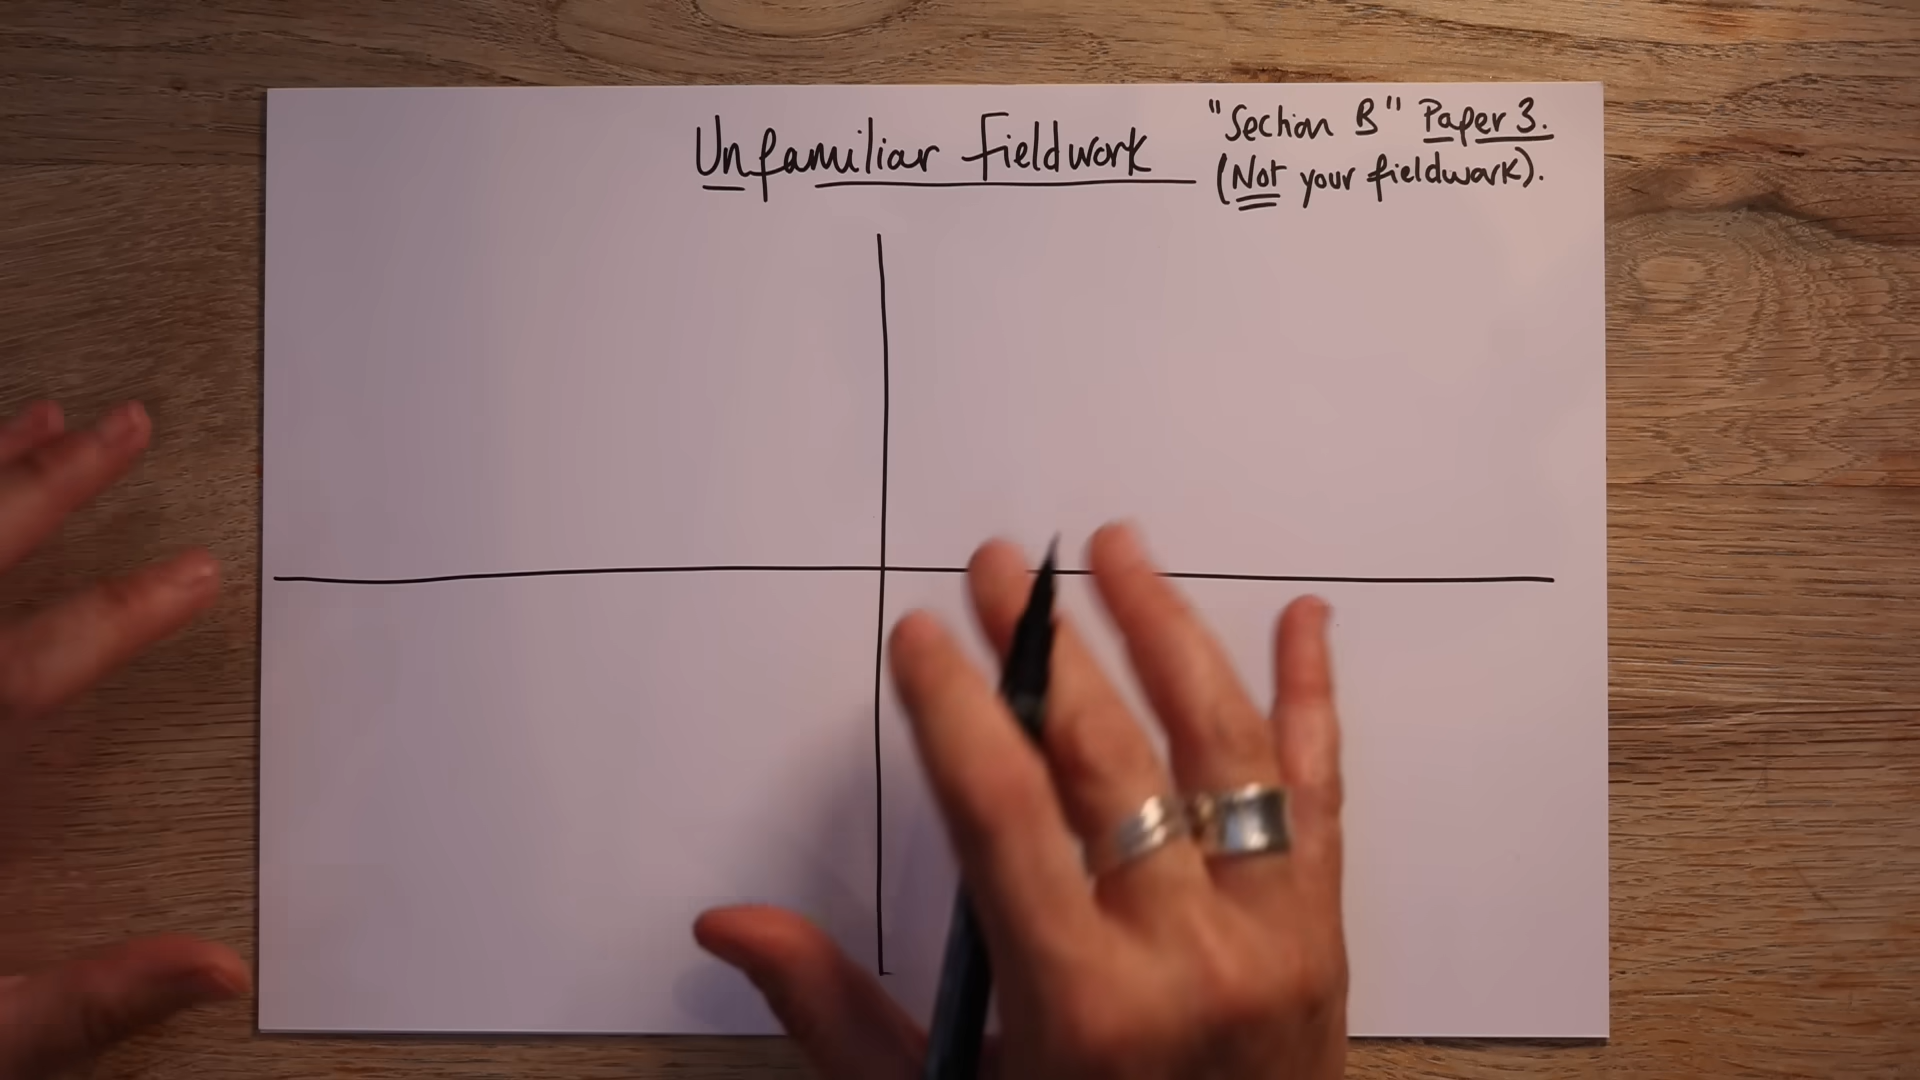 Unfamiliar Fieldwork
"Section B" Paper 3.
(Not your fieldwork).